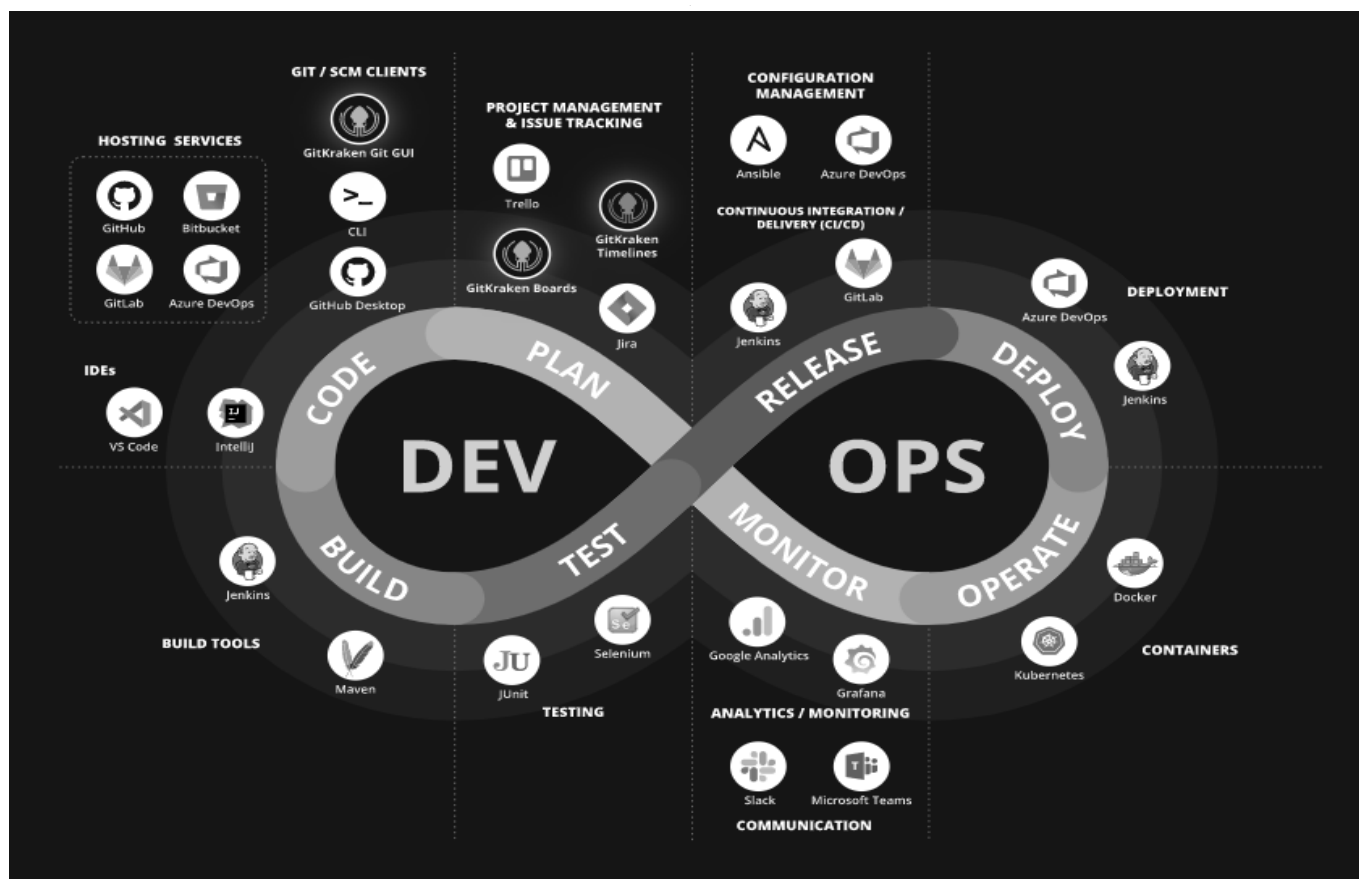 GIT / SCM CLIENTS
GitKraken Git GUI
CLI
GitHub Desktop
HOSTING SERVICES
GitHub
Bitbucket
GitLab
Azure DevOps
IDEs
VS Code
IntelliJ
IJ
PROJECT MANAGEMENT
& ISSUE TRACKING
Trello
GitKraken
Timelines
GitKraken Boards
Jira
CONFIGURATION
MANAGEMENT
Ansible
Azure DevOps
CONTINUOUS INTEGRATION /
DELIVERY (CI/CD)
GitLab
Jenkins
Azure DevOps
DEPLOYMENT
Jenkins
CODE
PLAN
RELEASE
DEPLOY
DEV
OPS
BUILD
TEST
MONITOR
OPERATE
Jenkins
BUILD TOOLS
Maven
JU
JUnit
Se
Selenium
TESTING
Google Analytics
Grafana
ANALYTICS / MONITORING
Slack
T
Microsoft Teams
COMMUNICATION
Docker
Kubernetes
CONTAINERS